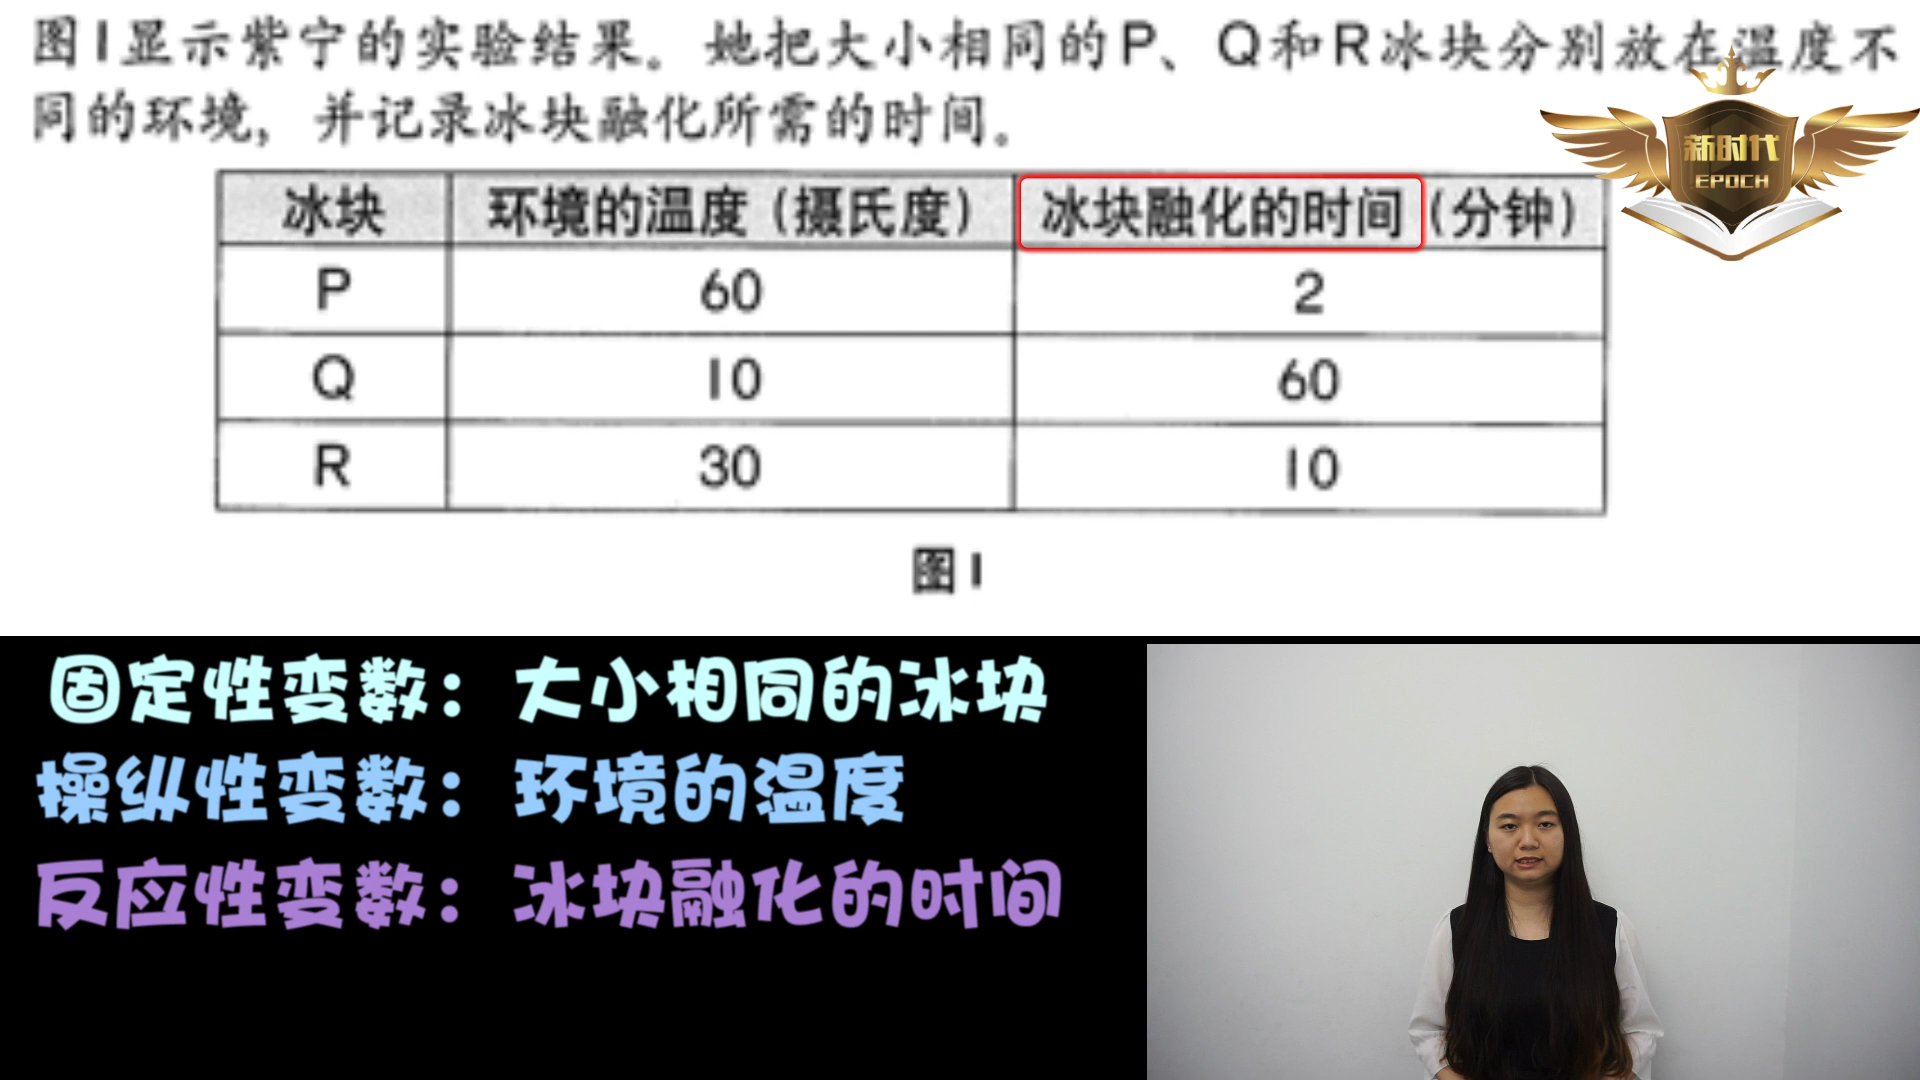 图1显示紫宁的实验结果。她把大小相同的P、Q和R冰块分别放在温度不
同的环境，并记录冰块融化所需的时间。
新时代
EPOCH
冰块 环境的温度（摄氏度） 冰块融化的时间（分钟）
P 60 2
Q 10 60
R 30 10
图1
固定性变数：大小相同的冰块
操纵性变数：环境的温度
反应性变数：冰块融化的时间